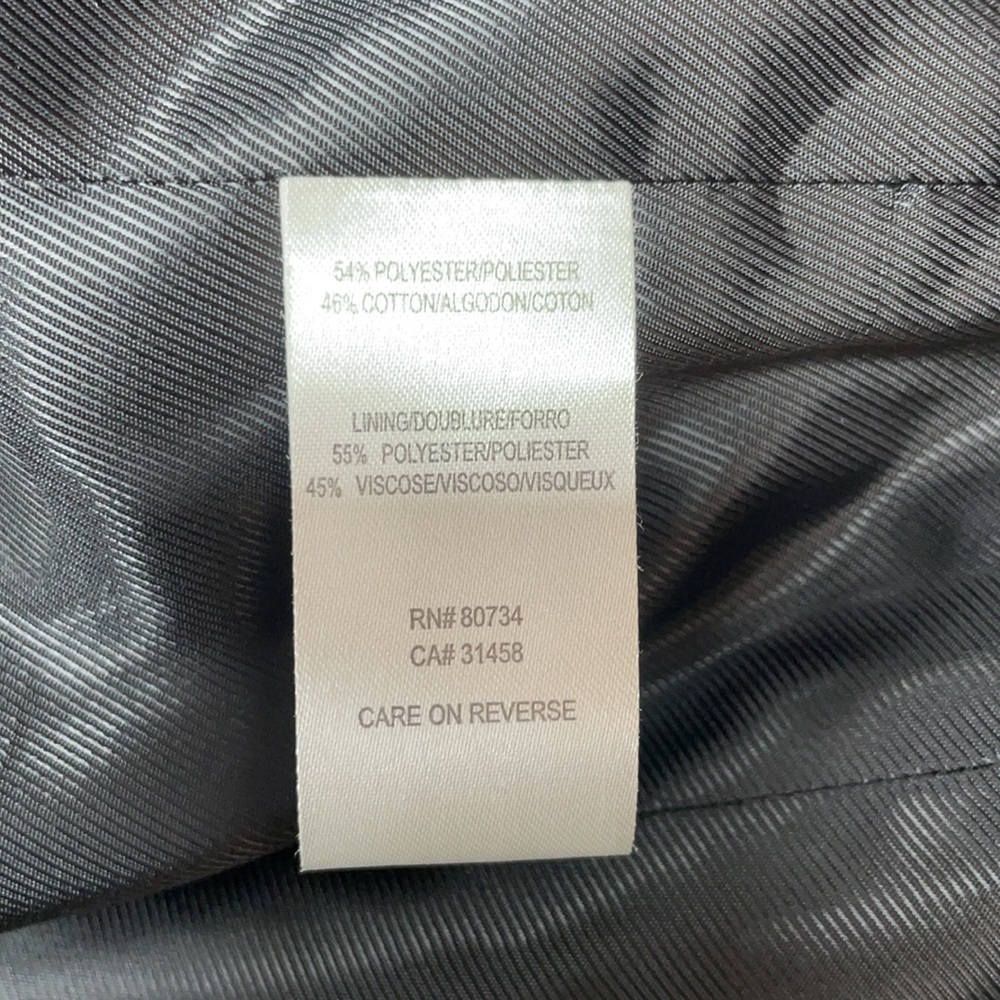 54% POLYESTER/POLIESTER
46% COTTON/ALGODON/COTON
LINING/DOUBLURE/FORRO
55% POLYESTER/POLIESTER
45% VISCOSE/VISCOSO/VISQUEUX
RN# 80734
CA# 31458
CARE ON REVERSE